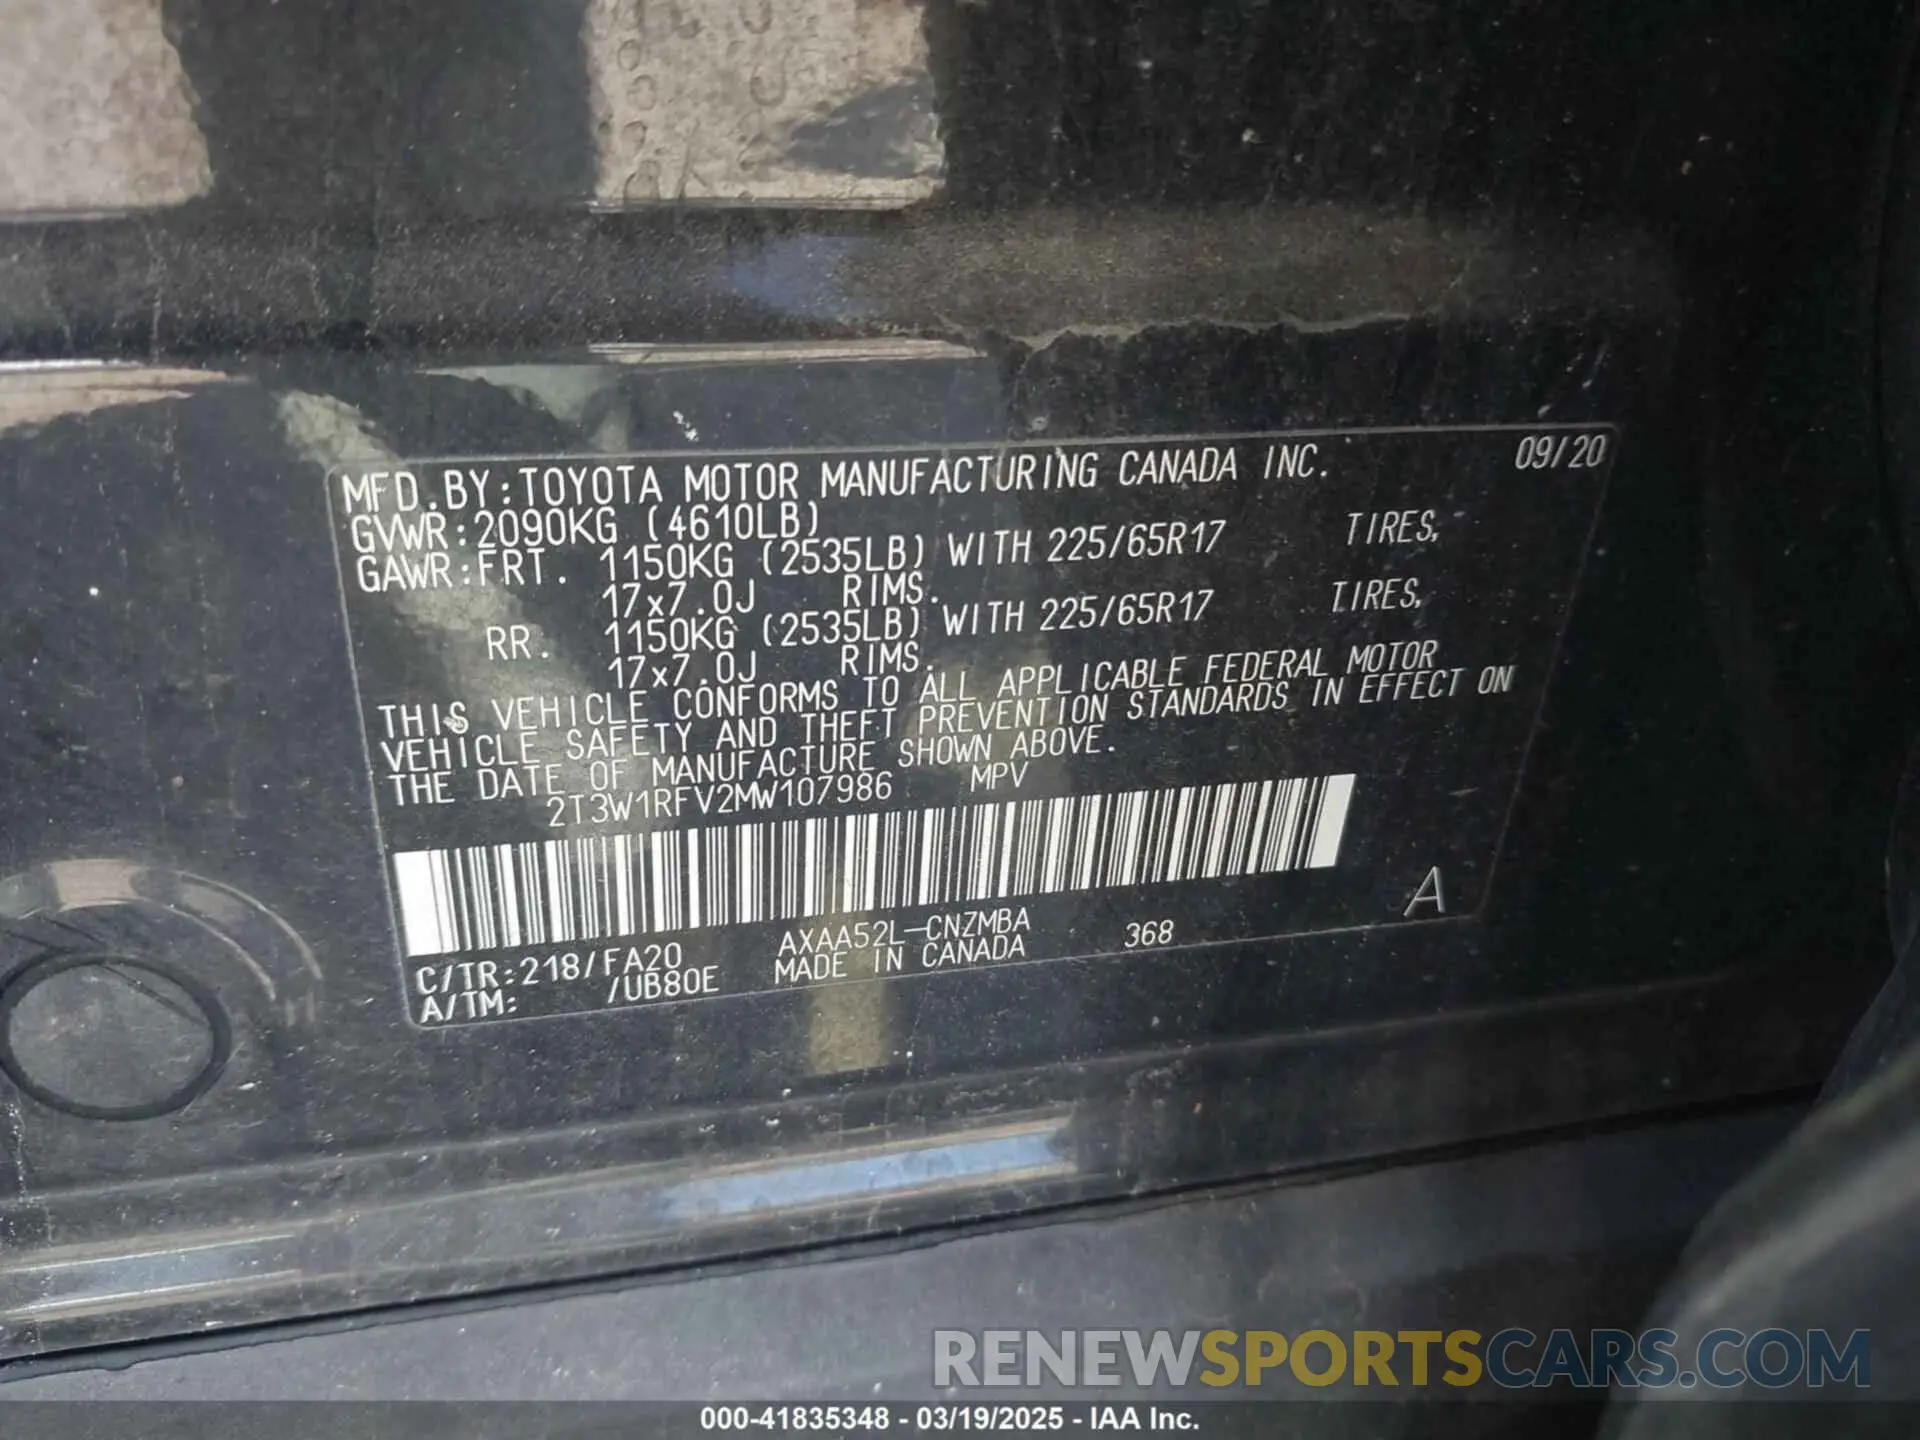 MFD.BY:TOYOTA MOTOR MANUFACTURING CANADA INC. 09/20
GVWR:2090KG (4610LB)
GAWR:FRT. 1150KG (2535LB) WITH 225/65R17 TIRES,
17x7.0J RIMS.
RR. 1150KG (2535LB) WITH 225/65R17 TIRES,
17x7.0J RIMS.
THIS VEHICLE CONFORMS TO ALL APPLICABLE FEDERAL MOTOR
VEHICLE SAFETY AND THEFT PREVENTION STANDARDS IN EFFECT ON
THE DATE OF MANUFACTURE SHOWN ABOVE.
2T3W1RFV2MW107986 MPV
A
C/TR:218/FA20 AXAA52L-CNZMBA 368
A/TM: /UB80E MADE IN CANADA
RENEWSPORTSCARS.COM
000-41835348 - 03/19/2025 - IAA Inc.